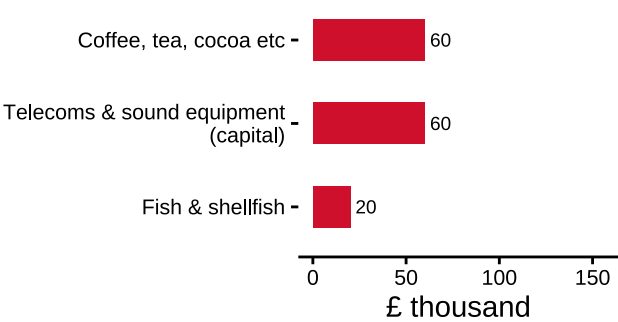 Coffee, tea, cocoa etc 60
Telecoms & sound equipment
(capital) 60
Fish & shellfish 20
0 50 100 150
£ thousand